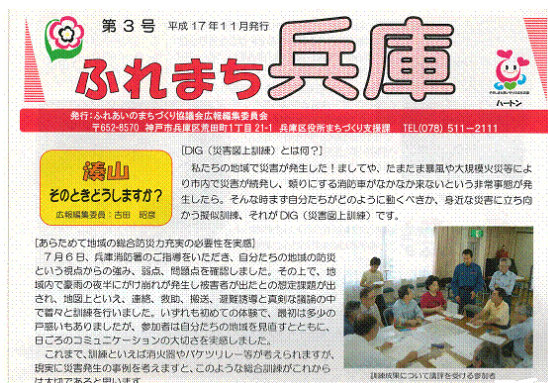 第3号 平成17年11月発行
ふれまち兵庫
ハートン
発行：ふれあいのまちづくり協議会広報編集委員会
〒652-8570 神戸市兵庫区荒田町1丁目21-1 兵庫区役所まちづくり支援課 TEL(078) 511-2111
湊山
そのときどうしますか？
広報編集委員：吉田 昭彦
[DIG（災害図上訓練）とは何？]
私たちの地域で災害が発生した！ましてや、たまたま暴風や大規模火災等によ
り市内で災害が続発し、頼りにする消防車がなかなか来ないという非常事態が発
生したら。そんな時まず自分たちがどのように動くべきか、身近な災害に立ち向
かう擬似訓練、それがDIG（災害図上訓練）です。
[あらためて地域の総合防災力充実の必要性を実感]
7月6日、兵庫消防署のご指導をいただき、自分たちの地域の防災
という視点からの強み、弱点、問題点を確認しました。その上で、地
域内で豪雨の夜半にがけ崩れが発生し被害者が出たとの想定課題が出
され、地図上といえ、連絡、救助、搬送、避難誘導と真剣な議論の中
で着々と訓練を行いました。いずれも初めての体験で、最初は多少の
戸惑いもありましたが、参加者は自分たちの地域を見直すとともに、
日ごろのコミュニケーションの大切さを実感しました。
これまで、訓練といえば消火器やバケツリレー等が考えられますが、
現実に災害発生の事例を考えますと、このような総合訓練がこれから
は大切であると思います。
訓練成果について講評を受ける参加者